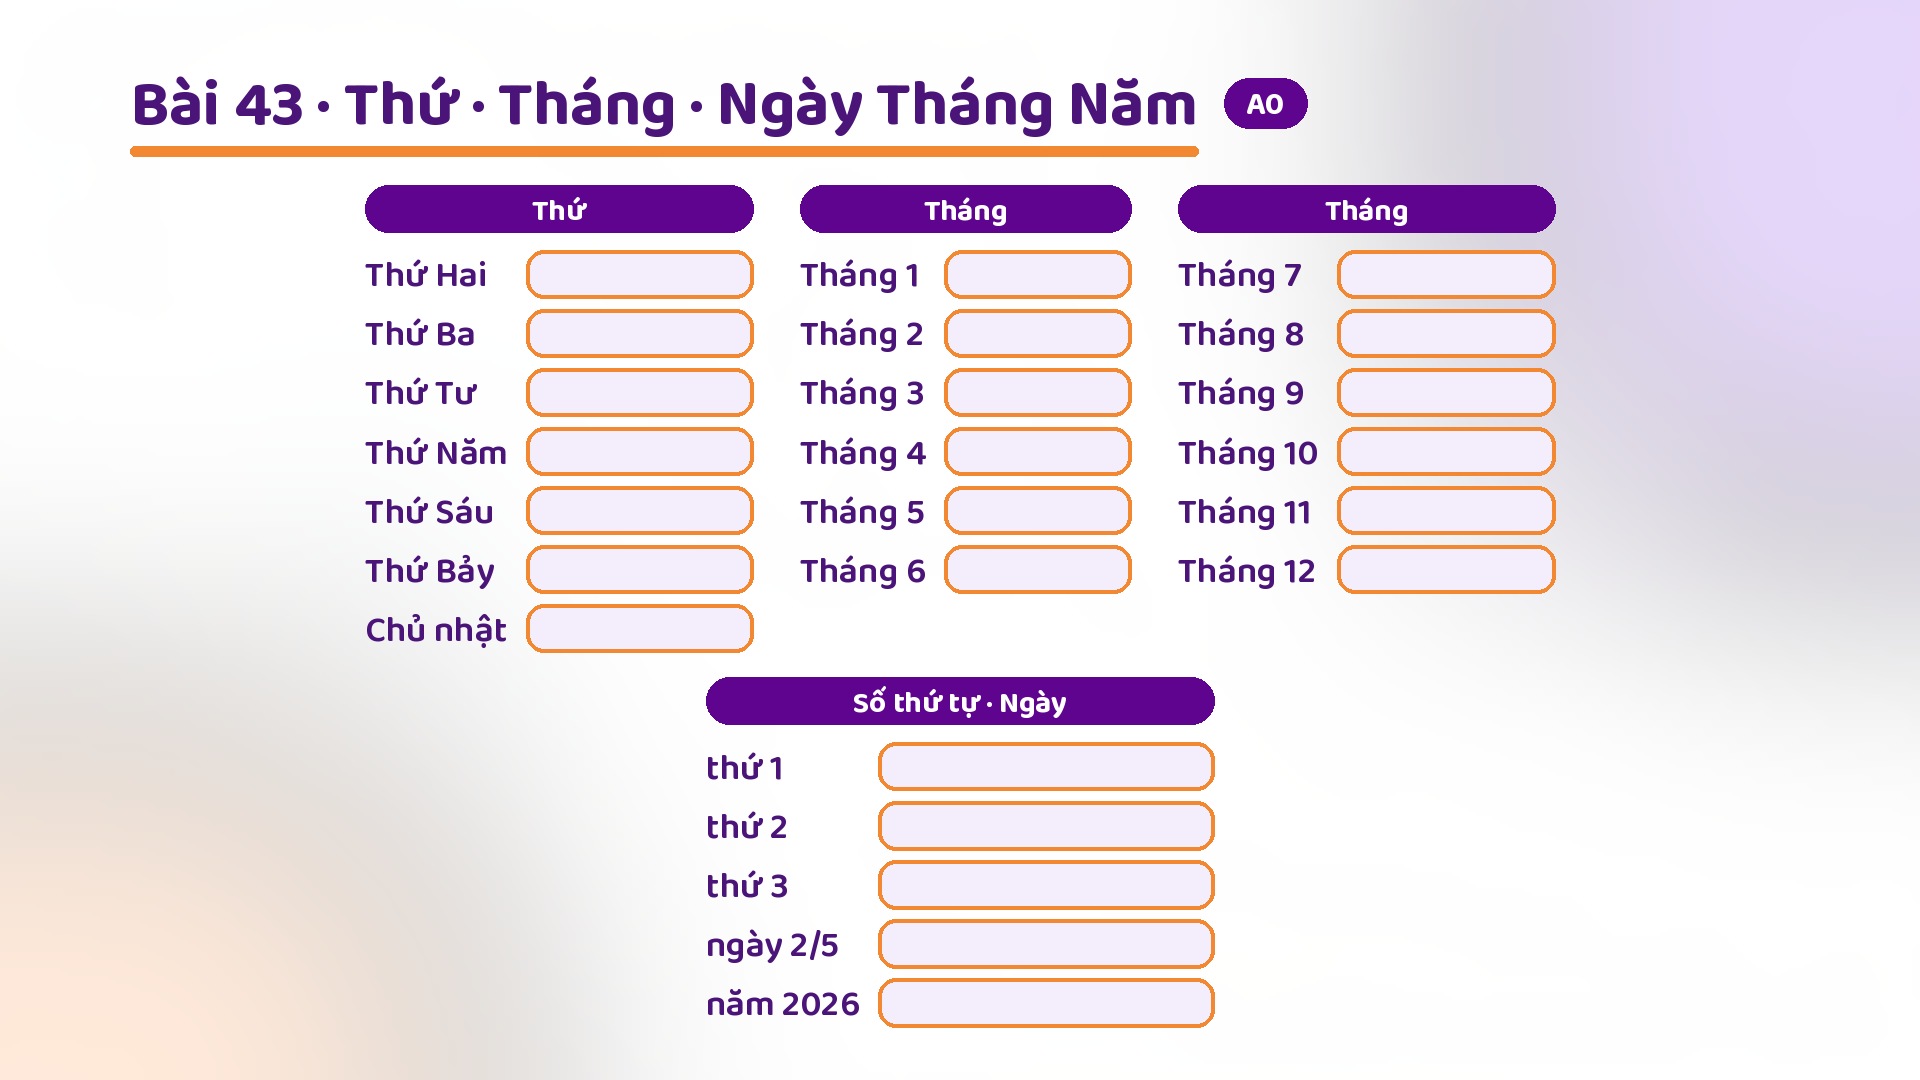 Bài 43 · Thứ · Tháng · Ngày Tháng Năm
A0
Thứ
Thứ Hai
Thứ Ba
Thứ Tư
Thứ Năm
Thứ Sáu
Thứ Bảy
Chủ nhật
Tháng
Tháng 1
Tháng 2
Tháng 3
Tháng 4
Tháng 5
Tháng 6
Tháng
Tháng 7
Tháng 8
Tháng 9
Tháng 10
Tháng 11
Tháng 12
Số thứ tự · Ngày
thứ 1
thứ 2
thứ 3
ngày 2/5
năm 2026